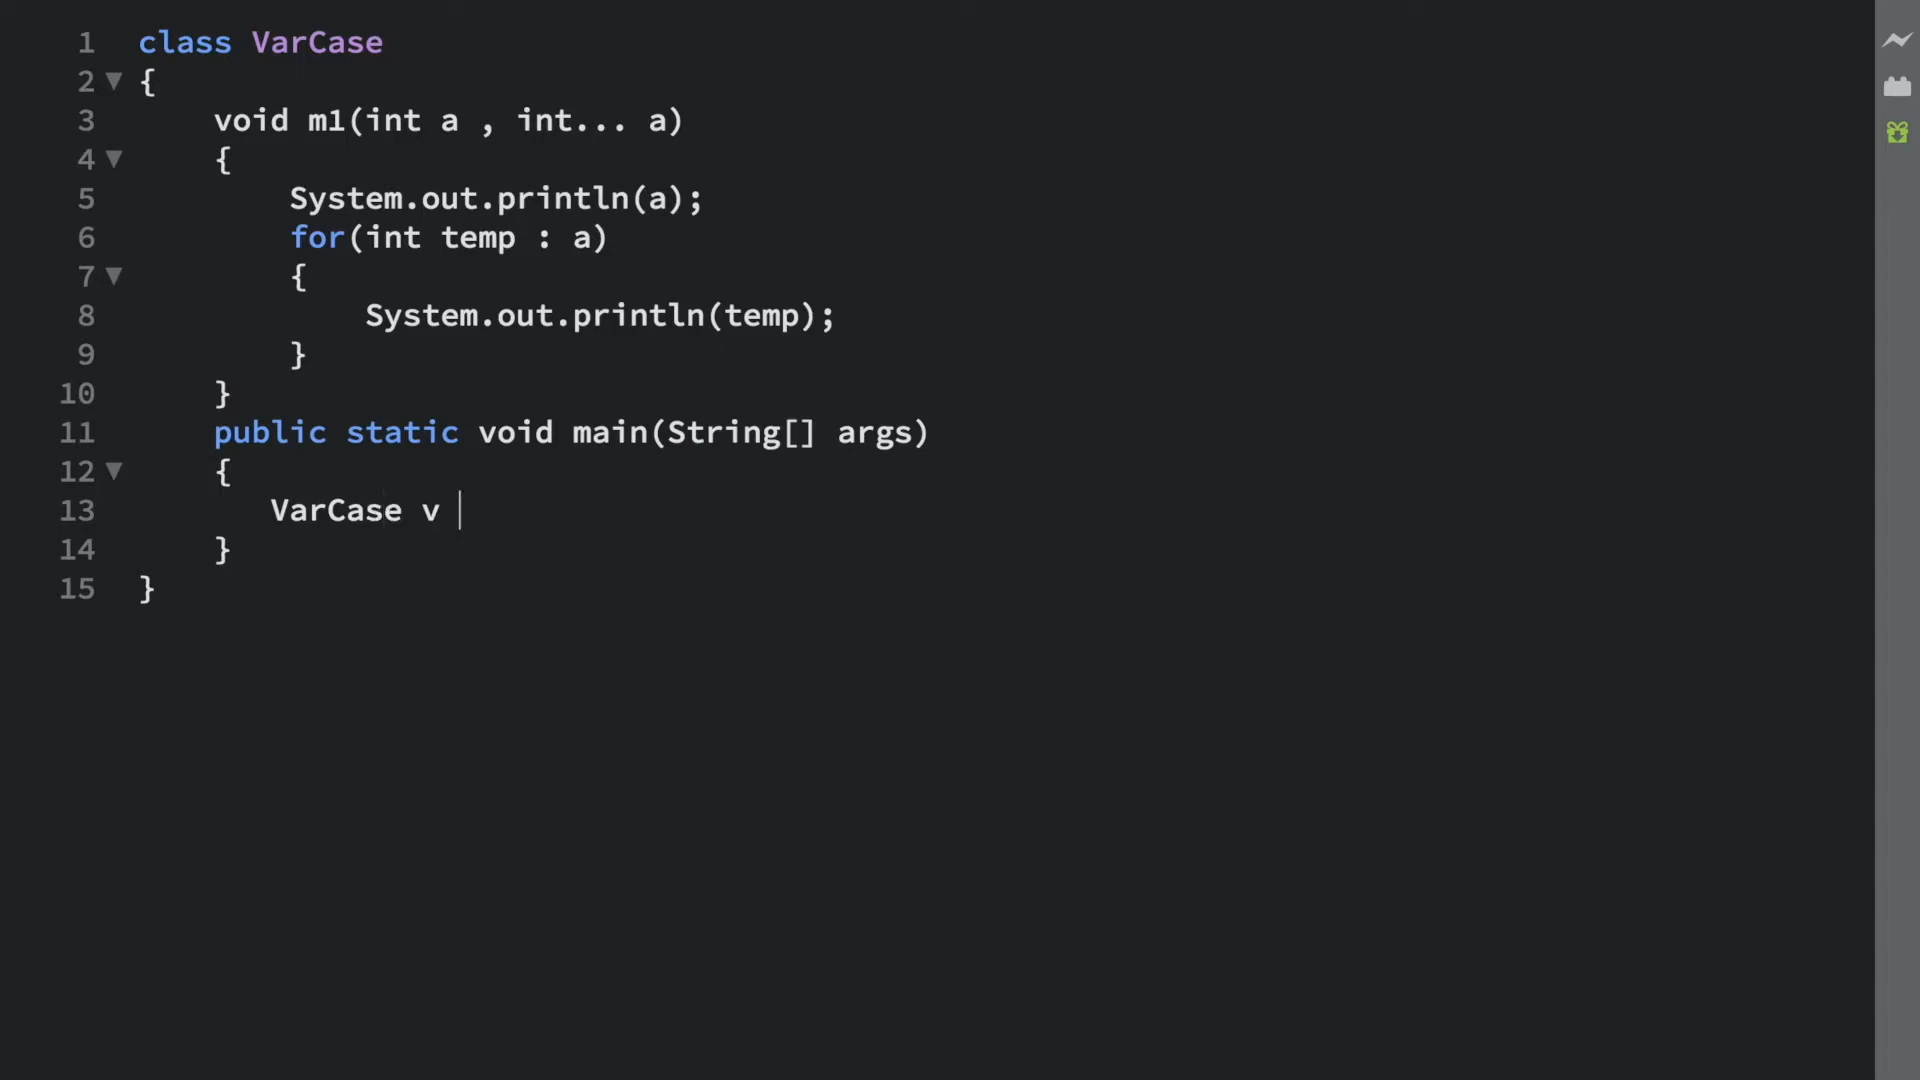 1 class VarCase
2 {
3 void m1(int a , int... a)
4 {
5 System.out.println(a);
6 for(int temp : a)
7 {
8 System.out.println(temp);
9 }
10 }
11 public static void main(String[] args)
12 {
13 VarCase v
14 }
15 }